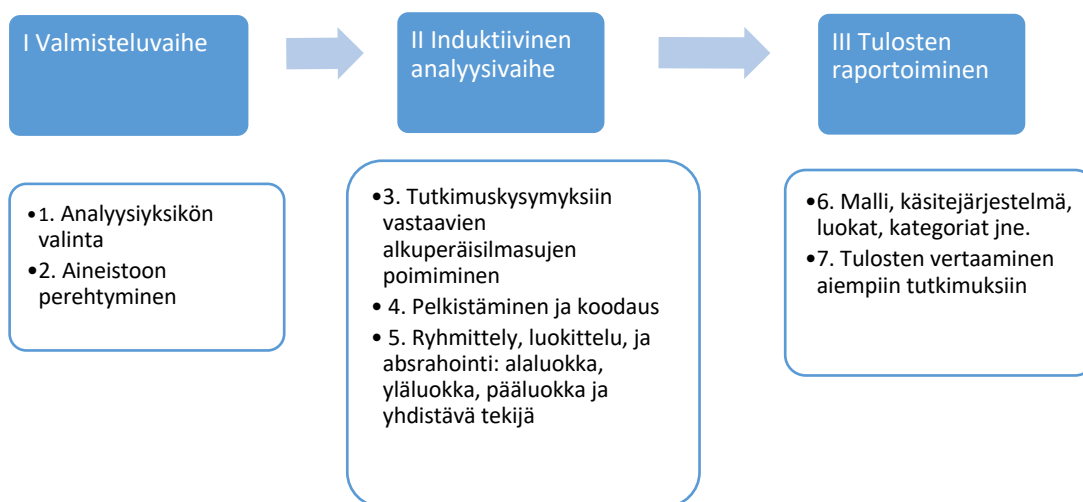 I Valmisteluvaihe
II Induktiivinen
analyysivaihe
III Tulosten
raportoiminen
•1. Analyysiyksikön
valinta
•2. Aineistoon
perehtyminen
•3. Tutkimuskysymyksiin
vastaavien
alkuperäisilmasujen
poimiminen
• 4. Pelkistäminen ja koodaus
• 5. Ryhmittely, luokittelu, ja
absrahointi: alaluokka,
yläluokka, pääluokka ja
yhdistävä tekijä
•6. Malli, käsitejärjestelmä,
luokat, kategoriat jne.
•7. Tulosten vertaaminen
aiempiin tutkimuksiin